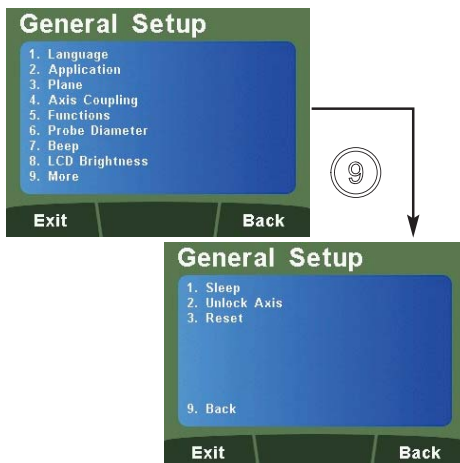 General Setup
1. Language
2. Application
3. Plane
4. Axis Coupling
5. Functions
6. Probe Diameter
7. Beep
8. LCD Brightness
9. More
Exit Back
9
General Setup
1. Sleep
2. Unlock Axis
3. Reset
9. Back
Exit Back